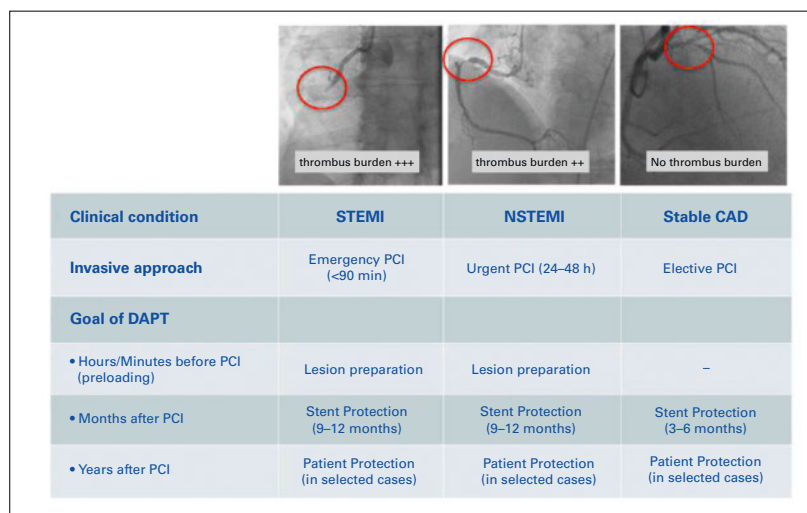 thrombus burden +++
thrombus burden ++
No thrombus burden
Clinical condition STEMI NSTEMI Stable CAD
Invasive approach Emergency PCI (<90 min) Urgent PCI (24–48 h) Elective PCI
Goal of DAPT
• Hours/Minutes before PCI (preloading) Lesion preparation Lesion preparation –
• Months after PCI Stent Protection (9–12 months) Stent Protection (9–12 months) Stent Protection (3–6 months)
• Years after PCI Patient Protection (in selected cases) Patient Protection (in selected cases) Patient Protection (in selected cases)